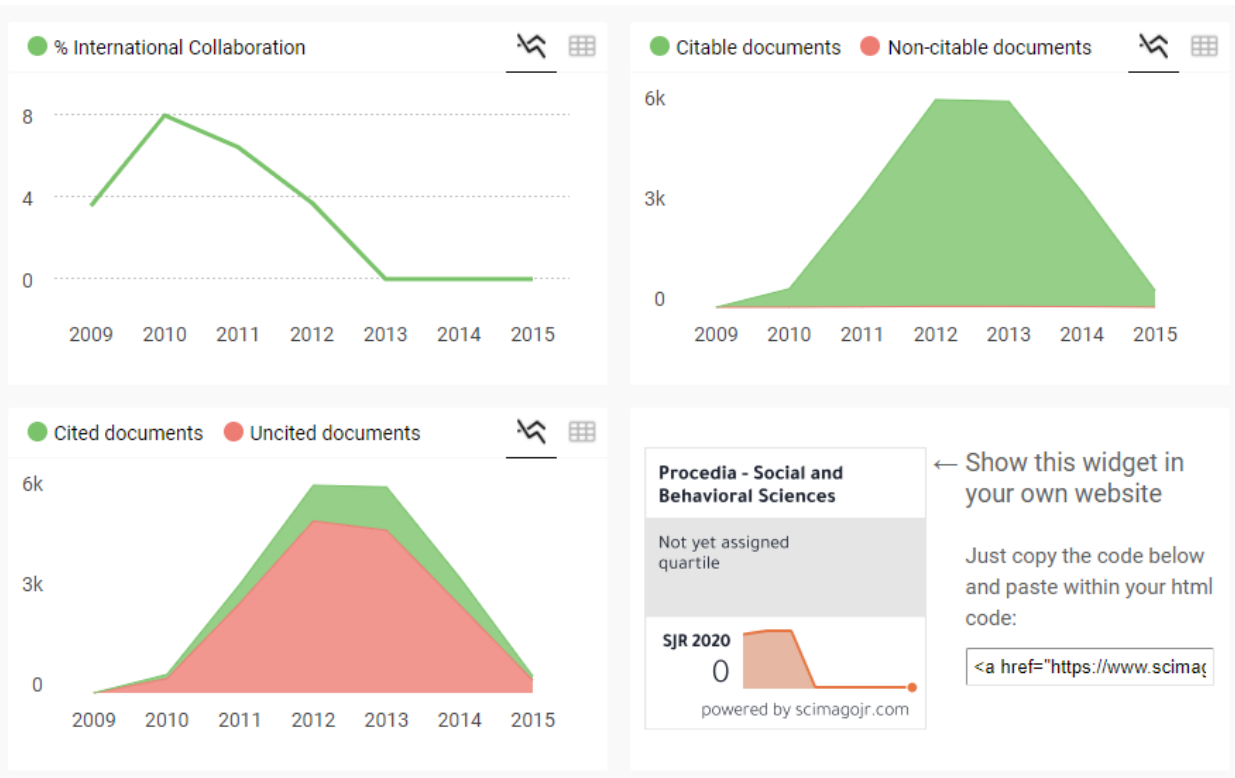 % International Collaboration
8
4
0
2009 2010 2011 2012 2013 2014 2015
Citable documents Non-citable documents
6k
3k
0
2009 2010 2011 2012 2013 2014 2015
Cited documents Uncited documents
6k
3k
0
2009 2010 2011 2012 2013 2014 2015
Procedia - Social and
Behavioral Sciences
Not yet assigned
quartile
SJR 2020
0
powered by scimagojr.com
← Show this widget in
your own website
Just copy the code below
and paste within your html
code:
<a href="https://www.scimag